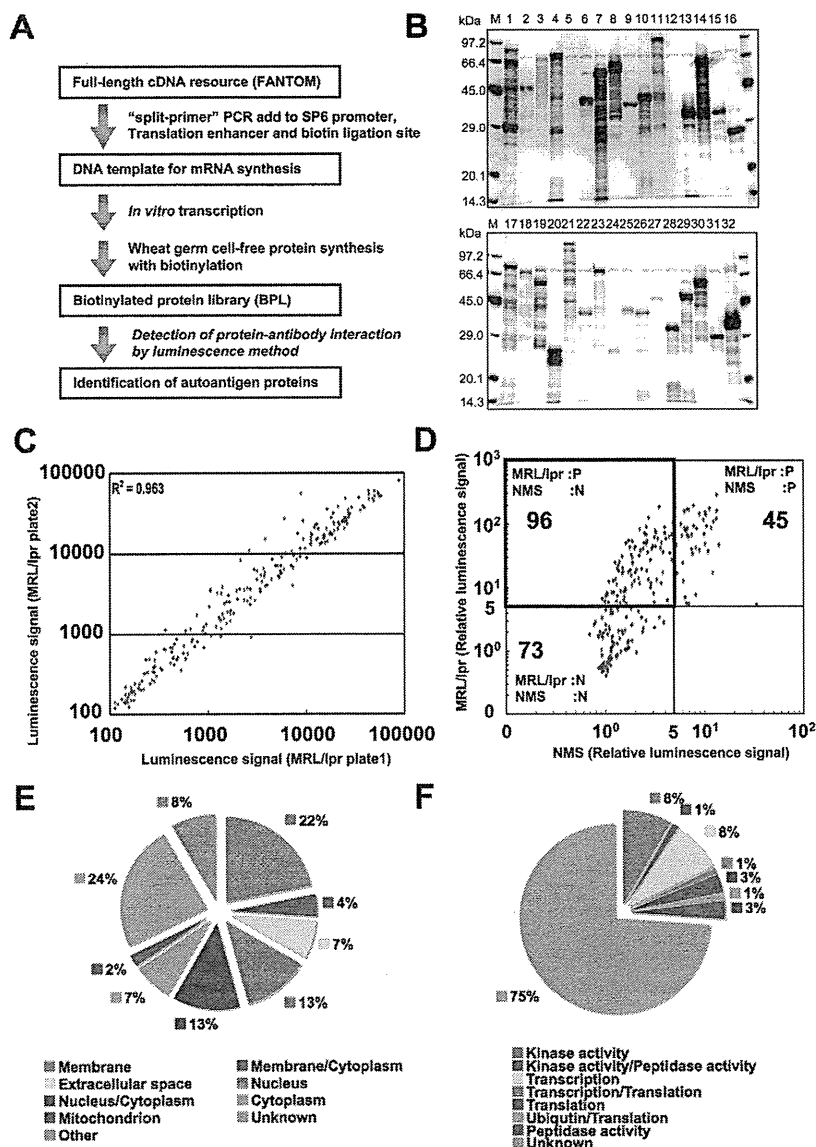 A
Full-length cDNA resource (FANTOM)
"split-primer" PCR add to SP6 promoter,
Translation enhancer and biotin ligation site
DNA template for mRNA synthesis
In vitro transcription
Wheat germ cell-free protein synthesis
with biotinylation
Biotinylated protein library (BPL)
Detection of protein-antibody interaction
by luminescence method
Identification of autoantigen proteins
B
kDa M 1 2 3 4 5 6 7 8 9 10 11 12 13 14 15 16
97.2
66.4
45.0
29.0
20.1
14.3
kDa M 17 18 19 20 21 22 23 24 25 26 27 28 29 30 31 32
97.2
66.4
45.0
29.0
20.1
14.3
C
R² = 0.963
Luminescence signal (MRL/lpr plate2)
100000
10000
1000
100
100 1000 10000 100000
Luminescence signal (MRL/lpr plate1)
D
MRL/lpr (Relative luminescence signal)
10³
10²
10¹
5
10⁰
0
MRL/lpr :P
NMS :N
96
MRL/lpr :P
NMS :P
45
73
MRL/lpr :N
NMS :N
0 10⁰ 5 10¹ 10²
NMS (Relative luminescence signal)
E
8%
22%
24%
4%
7%
2%
7%
13%
13%
Membrane
Membrane/Cytoplasm
Extracellular space
Nucleus
Nucleus/Cytoplasm
Cytoplasm
Mitochondrion
Unknown
Other
F
8%
1%
8%
1%
3%
1%
3%
75%
Kinase activity
Kinase activity/Peptidase activity
Transcription
Transcription/Translation
Translation
Ubiqutin/Translation
Peptidase activity
Unknown